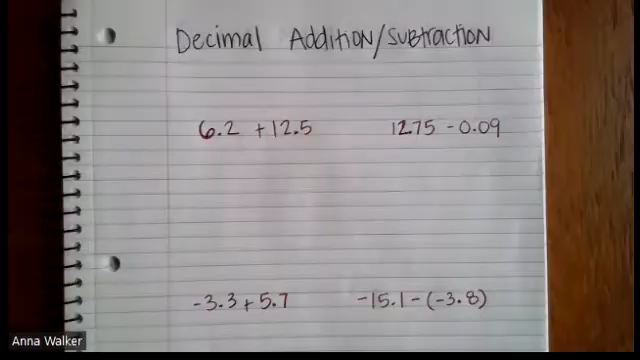 Decimal Addition/Subtraction
6.2 + 12.5 12.75 - 0.09
-3.3 + 5.7 -15.1 - (-3.8)
Anna Walker